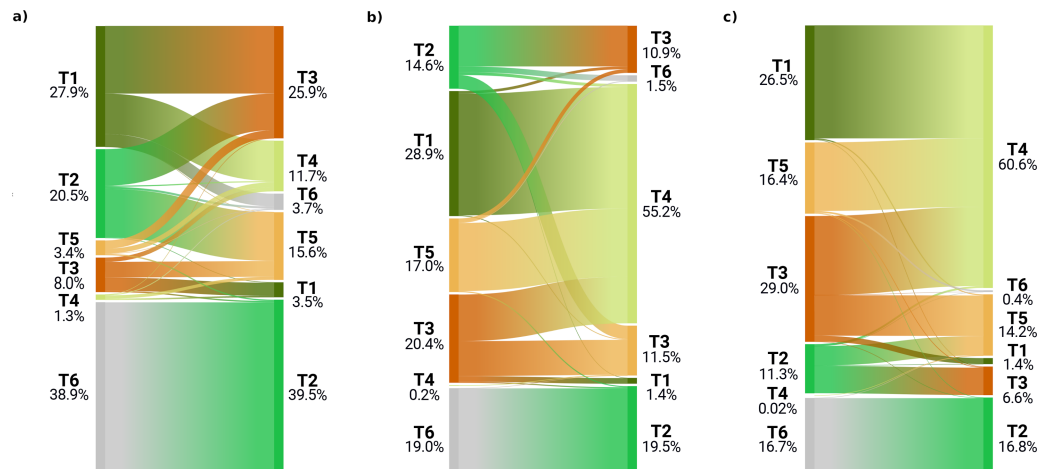 a)
T1
27.9%
T2
20.5%
T5
3.4%
T3
8.0%
T4
1.3%
T6
38.9%
T3
25.9%
T4
11.7%
T6
3.7%
T5
15.6%
T1
3.5%
T2
39.5%
b)
T2
14.6%
T1
28.9%
T5
17.0%
T3
20.4%
T4
0.2%
T6
19.0%
T3
10.9%
T6
1.5%
T4
55.2%
T3
11.5%
T1
1.4%
T2
19.5%
c)
T1
26.5%
T5
16.4%
T3
29.0%
T2
11.3%
T4
0.02%
T6
16.7%
T4
60.6%
T6
0.4%
T5
14.2%
T1
1.4%
T3
6.6%
T2
16.8%